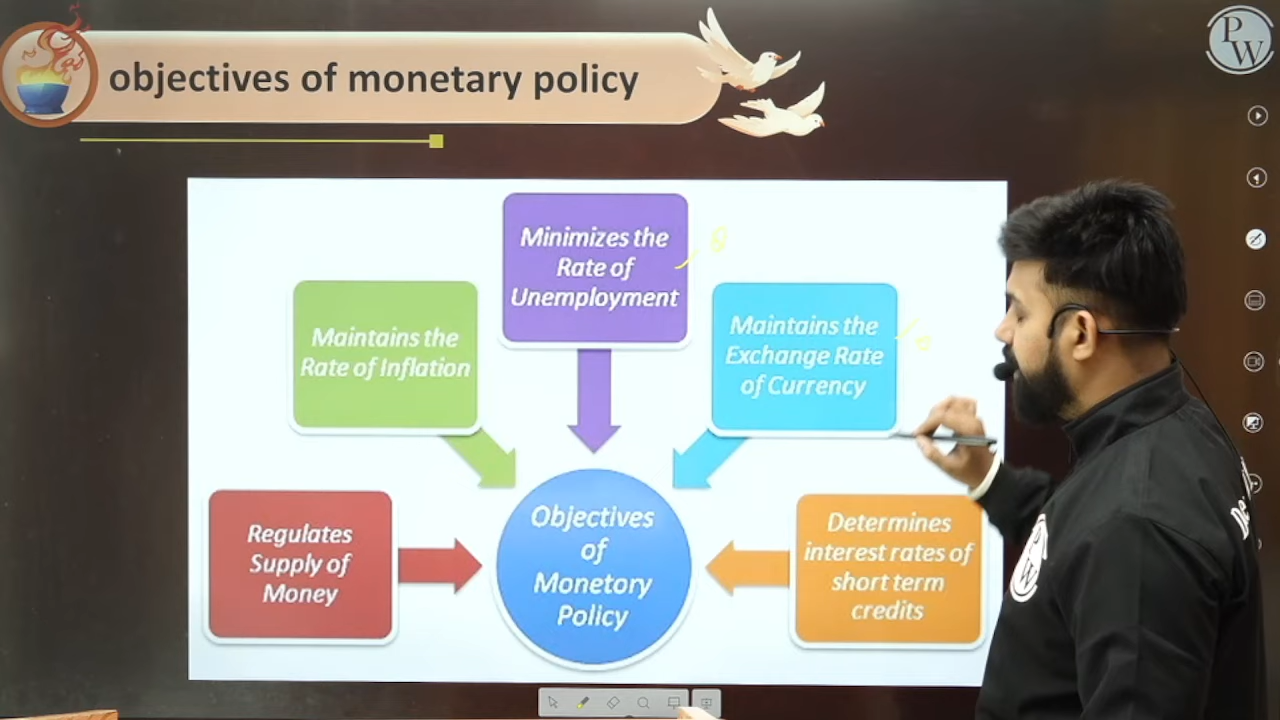 objectives of monetary policy
PW
Minimizes the
Rate of
Unemployment
Maintains the
Rate of Inflation
Maintains the
Exchange Rate
of Currency
Regulates
Supply of
Money
Objectives
of
Monetory
Policy
Determines
interest rates of
short term
credits